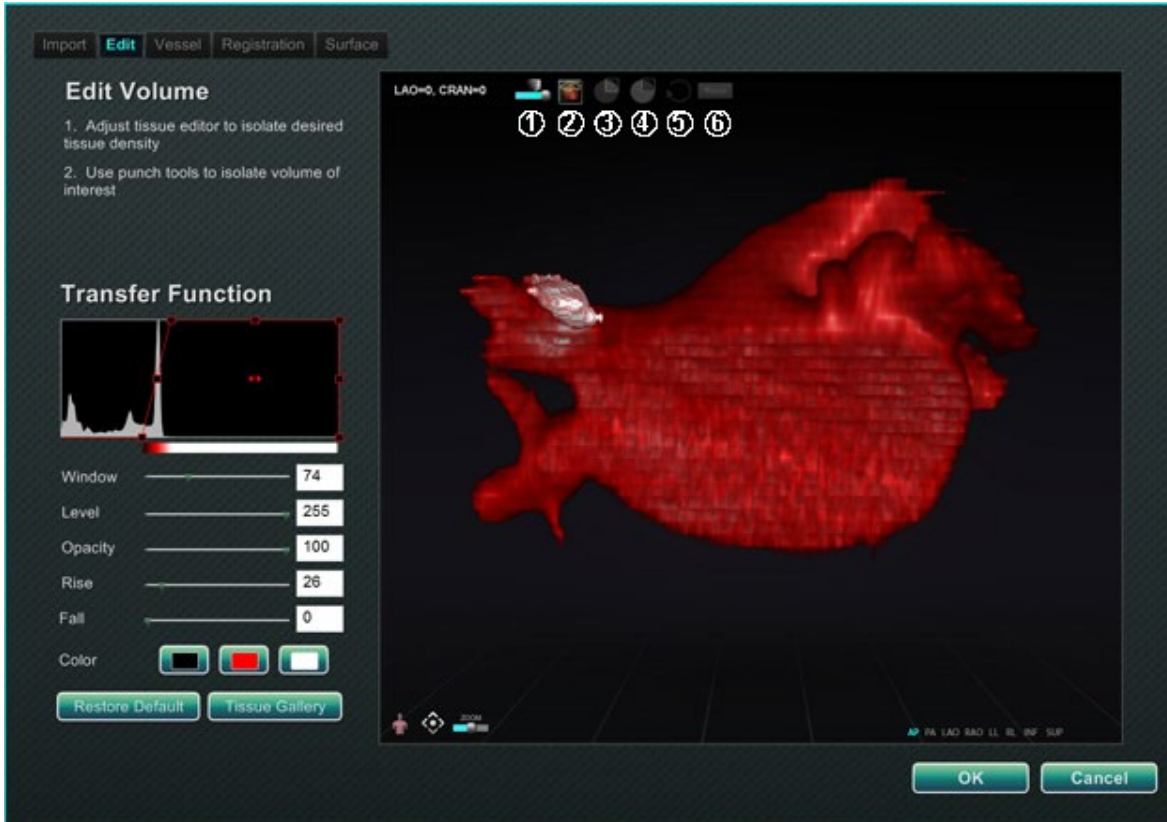 Import Edit Vessel Registration Surface
Edit Volume
1. Adjust tissue editor to isolate desired
tissue density
2. Use punch tools to isolate volume of
interest
Transfer Function
Window 74
Level 255
Opacity 100
Rise 26
Fall 0
Color
Restore Default Tissue Gallery
LAO=0, CRAN=0
① ② ③ ④ ⑤ ⑥
ZOOM
AP PA LAO RAO LL RL INF SUP
OK Cancel